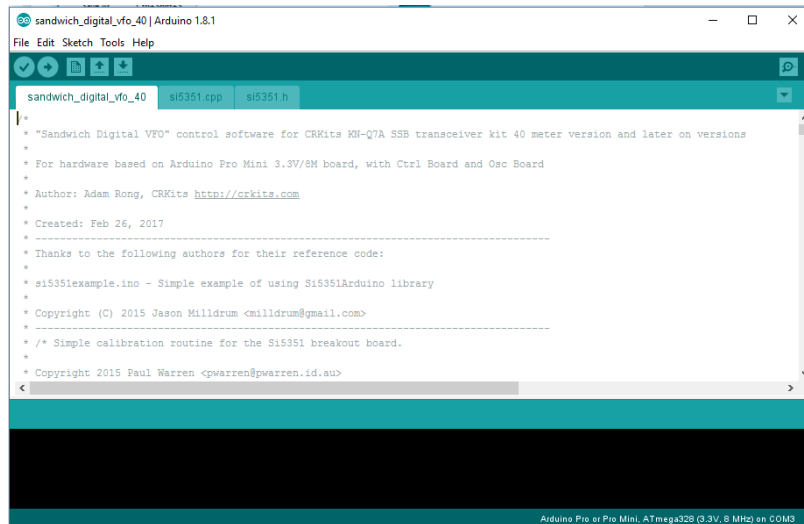 sandwich_digital_vfo_40 | Arduino 1.8.1
File Edit Sketch Tools Help
sandwich_digital_vfo_40 si5351.cpp si5351.h
/*
* "Sandwich Digital VFO" control software for CRKits KN-Q7A SSB transceiver kit 40 meter version and later on versions
*
* For hardware based on Arduino Pro Mini 3.3V/8M board, with Ctrl Board and Osc Board
*
* Author: Adam Rong, CRKits http://crkits.com
*
* Created: Feb 26, 2017
* -------------------------------------------------------------------------------
* Thanks to the following authors for their reference code:
*
* si5351example.ino - Simple example of using Si5351Arduino library
*
* Copyright (C) 2015 Jason Milldrum <milldrum@gmail.com>
* -------------------------------------------------------------------------------
* /* Simple calibration routine for the Si5351 breakout board.
*
* Copyright 2015 Paul Warren <pwarren@pwarren.id.au>
Arduino Pro or Pro Mini, ATmega328 (3.3V, 8 MHz) on COM3